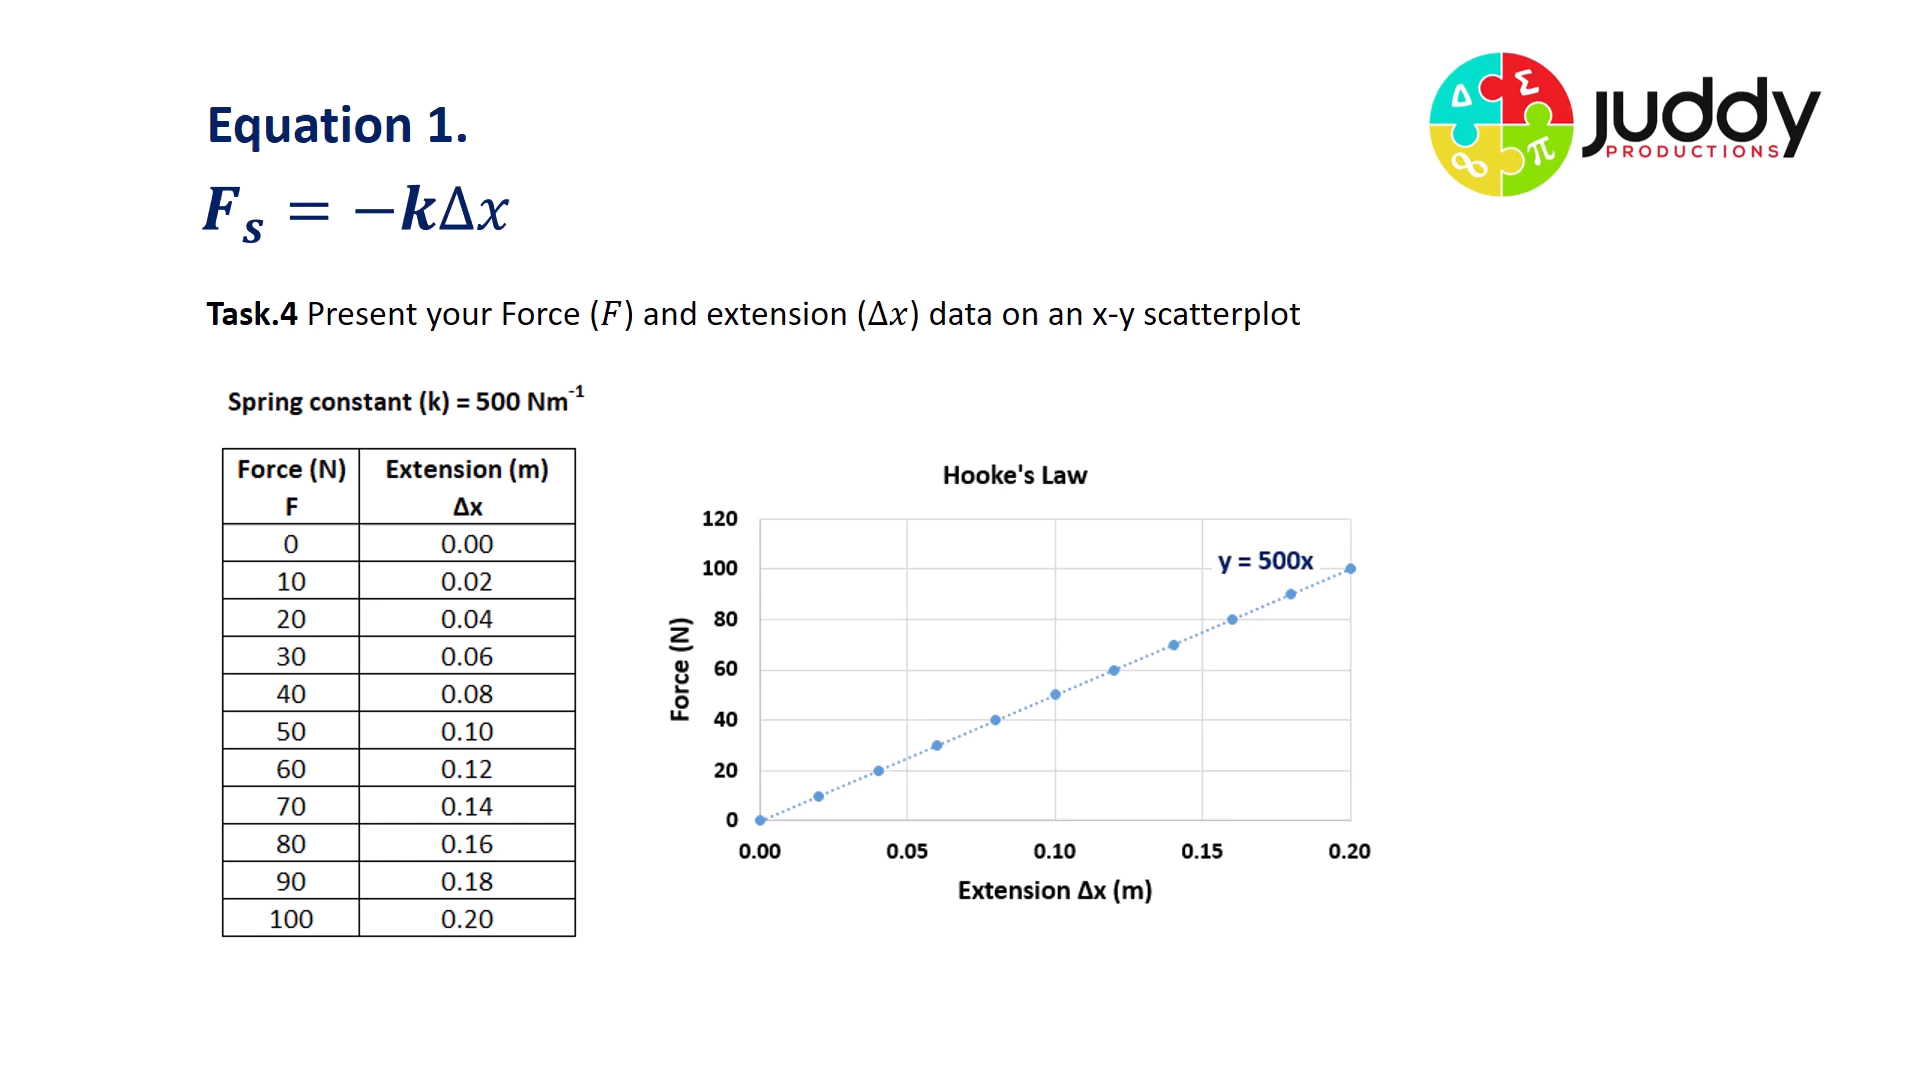 Equation 1.
Δ Σ
∞ π
juddy
PRODUCTIONS
Fₛ = −kΔx
Task.4 Present your Force (F) and extension (Δx) data on an x-y scatterplot
Spring constant (k) = 500 Nm⁻¹
Force (N) Extension (m)
F Δx
0 0.00
10 0.02
20 0.04
30 0.06
40 0.08
50 0.10
60 0.12
70 0.14
80 0.16
90 0.18
100 0.20
Hooke's Law
120
100
80
60
40
20
0
y = 500x
Force (N)
0.00 0.05 0.10 0.15 0.20
Extension Δx (m)